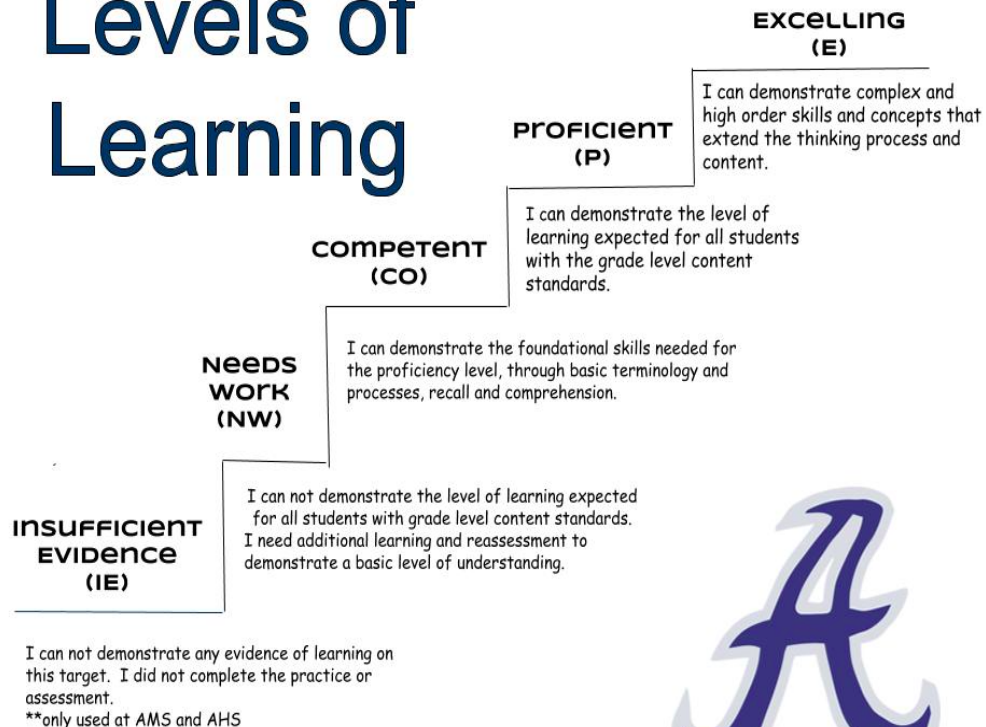 Levels of
Learning
EXCELLING
(E)
I can demonstrate complex and
high order skills and concepts that
extend the thinking process and
content.
PROFICIENT
(P)
I can demonstrate the level of
learning expected for all students
with the grade level content
standards.
COMPETENT
(CO)
I can demonstrate the foundational skills needed for
the proficiency level, through basic terminology and
processes, recall and comprehension.
NEEDS
WORK
(NW)
I can not demonstrate the level of learning expected
for all students with grade level content standards.
I need additional learning and reassessment to
demonstrate a basic level of understanding.
INSUFFICIENT
EVIDENCE
(IE)
I can not demonstrate any evidence of learning on
this target. I did not complete the practice or
assessment.
**only used at AMS and AHS
A